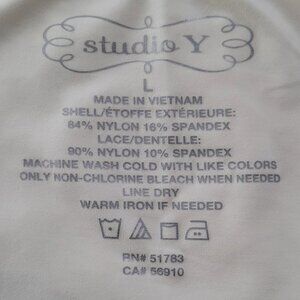 studio Y
L
MADE IN VIETNAM
SHELL/ÉTOFFE EXTÉRIEURE:
84% NYLON 16% SPANDEX
LACE/DENTELLE:
90% NYLON 10% SPANDEX
MACHINE WASH COLD WITH LIKE COLORS
ONLY NON-CHLORINE BLEACH WHEN NEEDED
LINE DRY
WARM IRON IF NEEDED
RN# 51783
CA# 56910